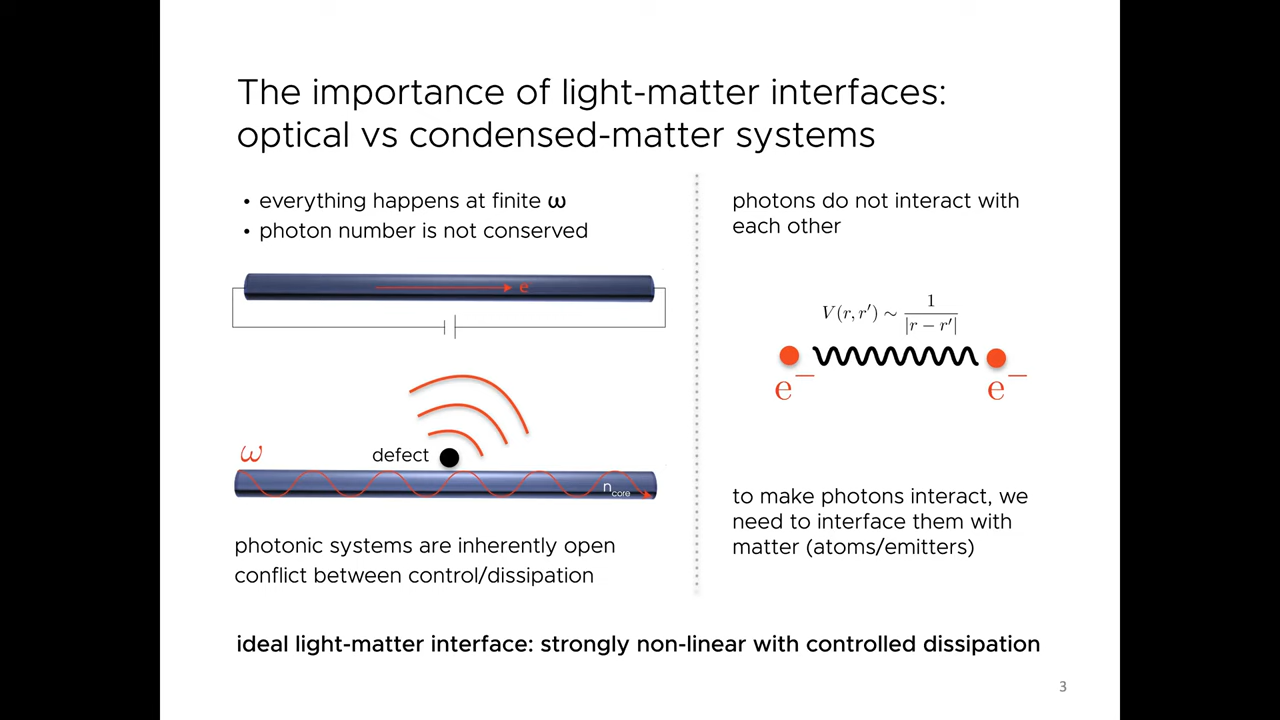 The importance of light-matter interfaces:
optical vs condensed-matter systems
• everything happens at finite ω
• photon number is not conserved
e
ω
defect
n_core
photonic systems are inherently open
conflict between control/dissipation
photons do not interact with
each other
V(r, r′) ∼ 1/|r − r′|
e⁻ e⁻
to make photons interact, we
need to interface them with
matter (atoms/emitters)
ideal light-matter interface: strongly non-linear with controlled dissipation
3